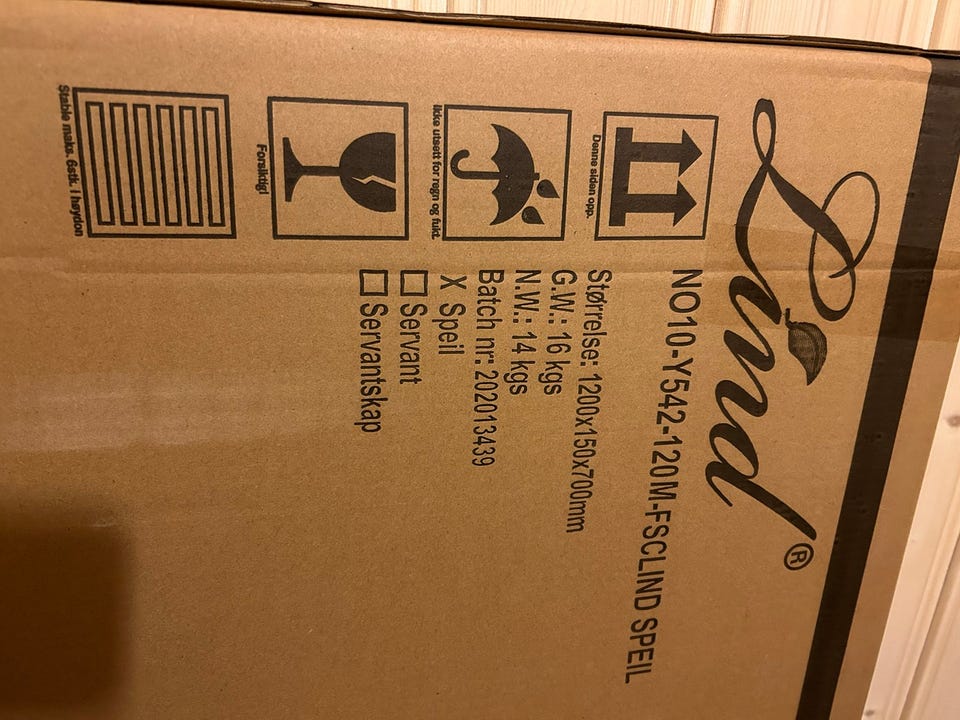 Lind®
NO10-Y542-120M-FSCLIND SPEIL
Denne siden opp.
Ikke utsett for regn og fukt.
Forsiktig!
Stable maks. 6stk. i høyden
Størrelse: 1200x150x700mm
G.W.: 16 kgs
N.W.: 14 kgs
Batch nr: 202013439
X Speil
☐ Servant
☐ Servantskap